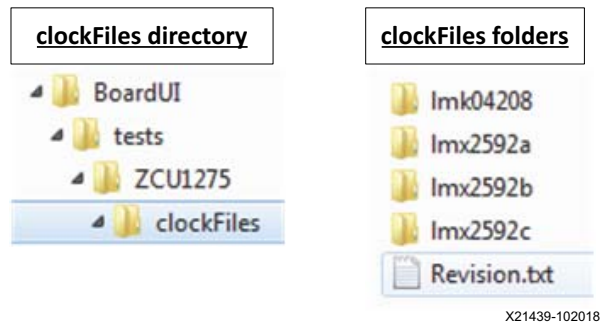 clockFiles directory
BoardUI
tests
ZCU1275
clockFiles
clockFiles folders
lmk04208
lmx2592a
lmx2592b
lmx2592c
Revision.txt
X21439-102018